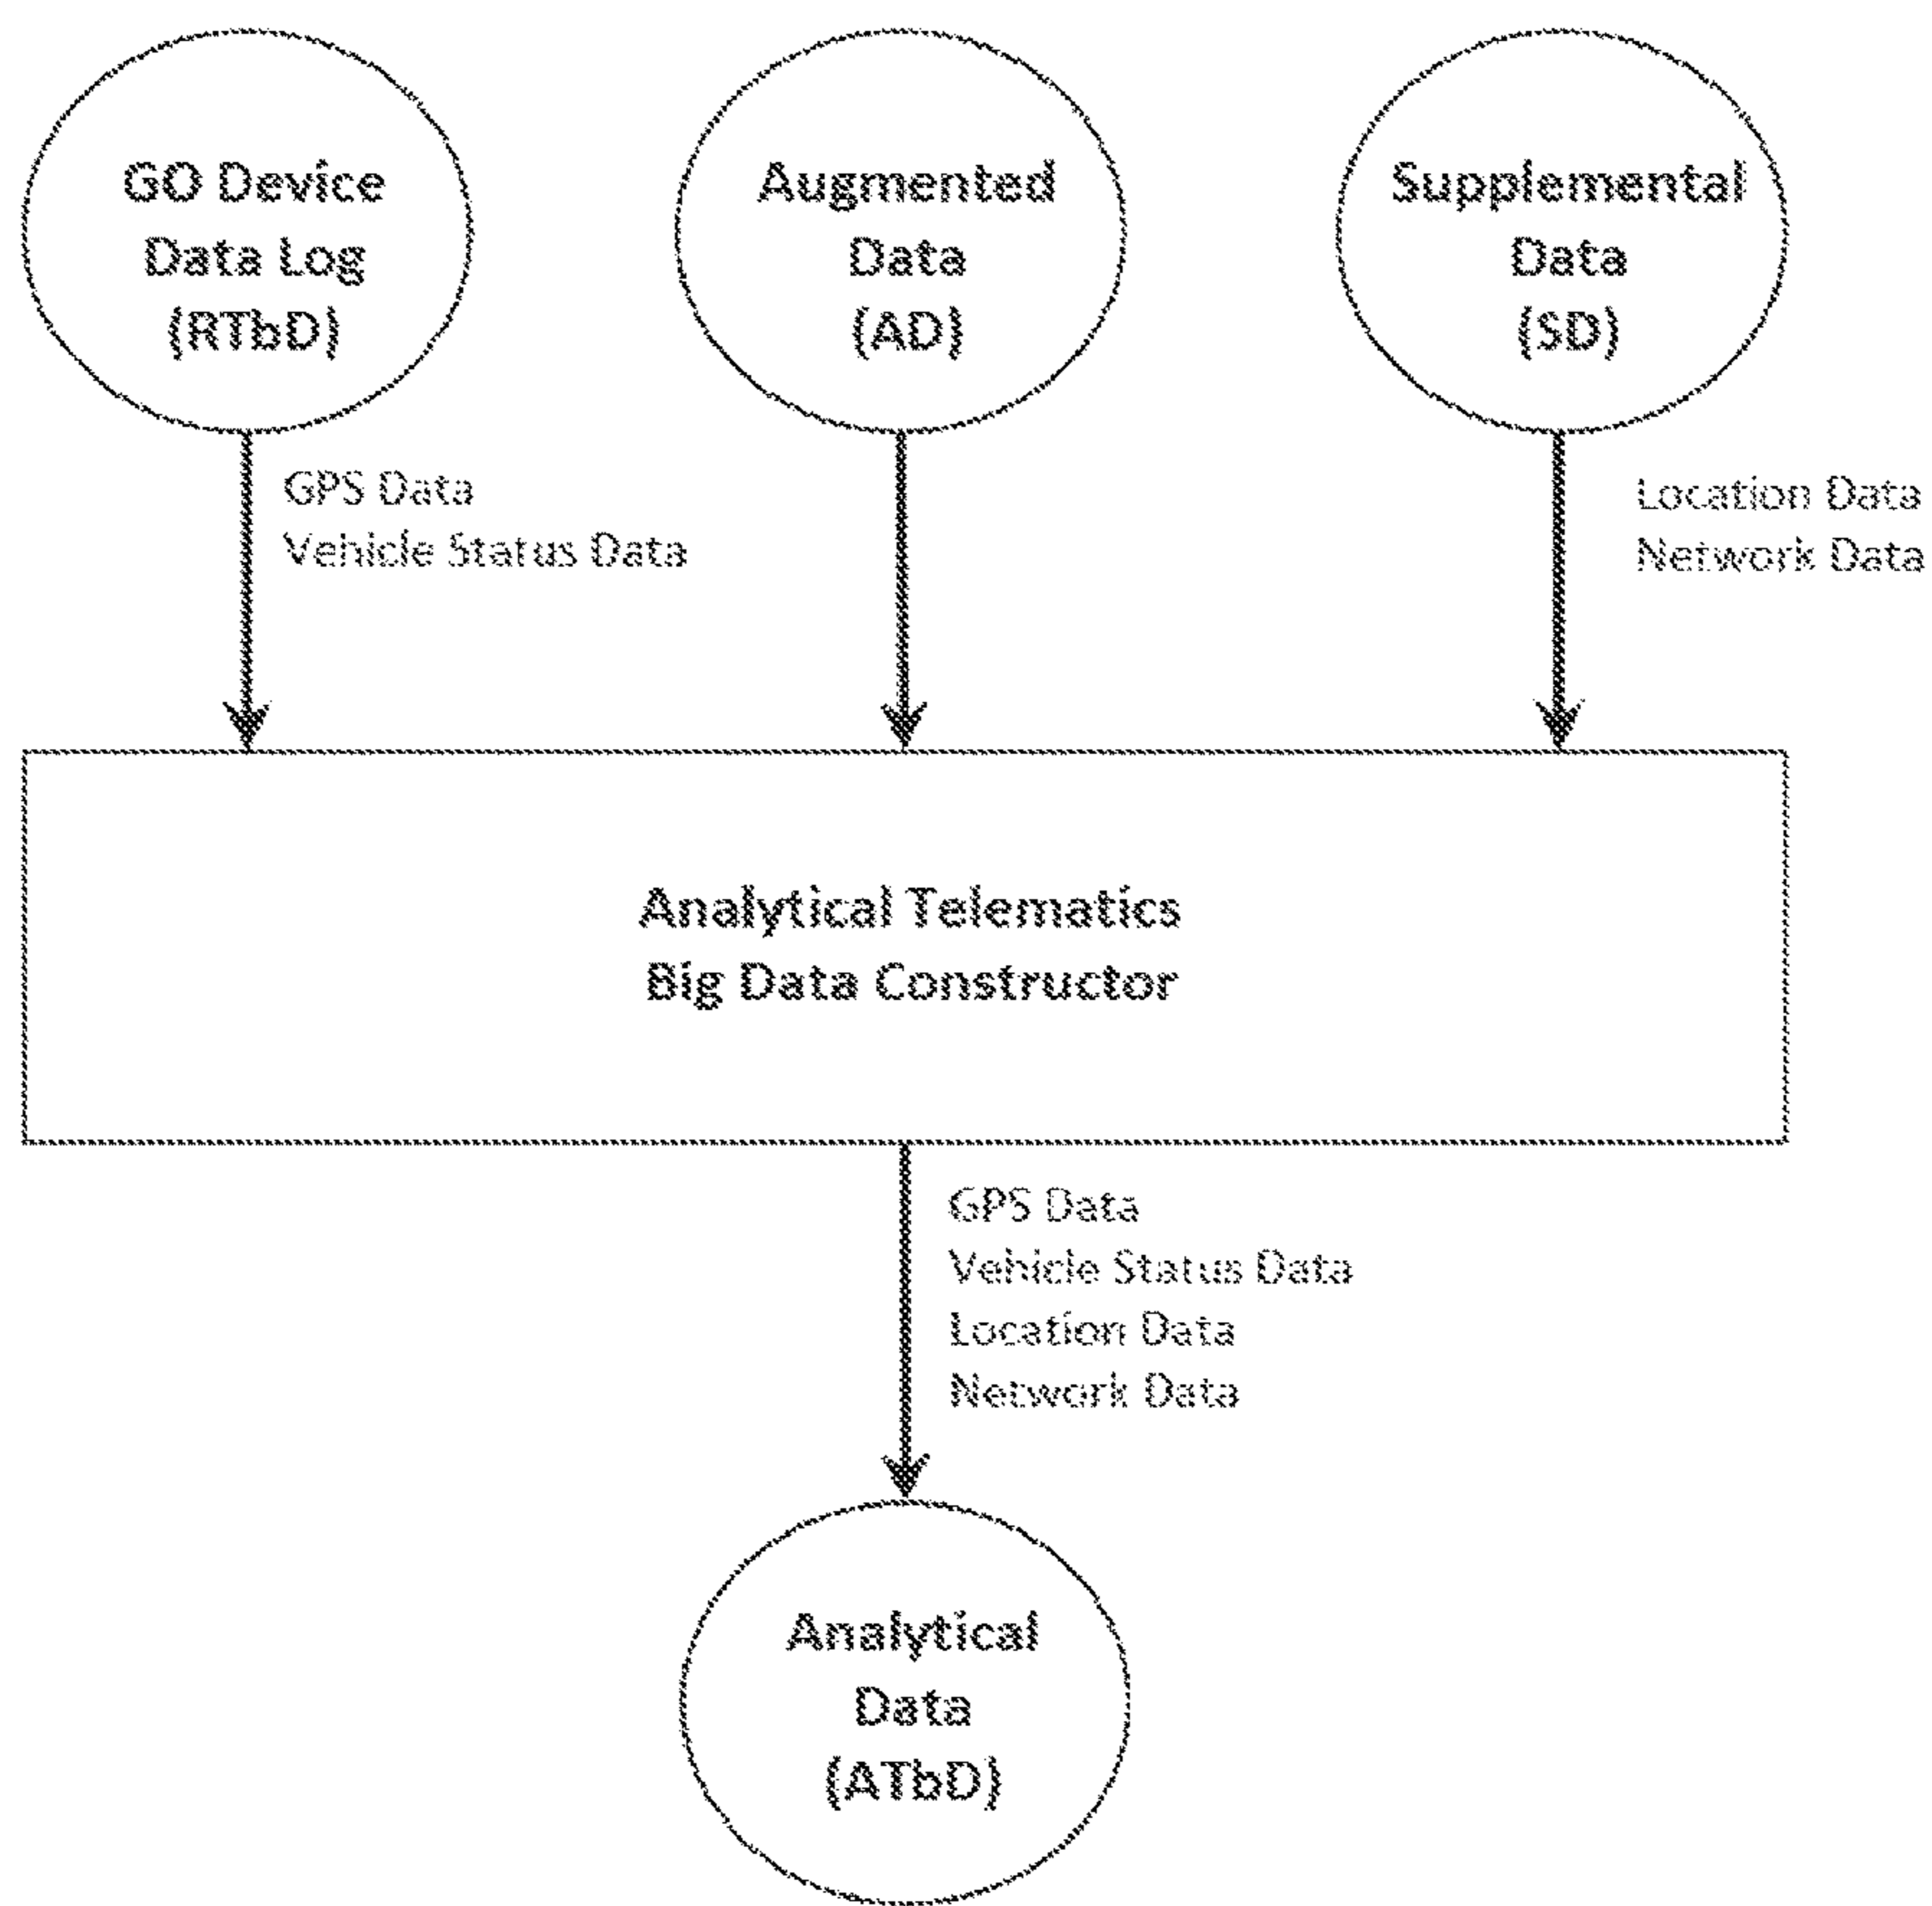 GO Device
Data Log
(RTbD)
Augmented
Data
(AD)
Supplemental
Data
(SD)
GPS Data
Vehicle Status Data
Location Data
Network Data
Analytical Telematics
Big Data Constructor
GPS Data
Vehicle Status Data
Location Data
Network Data
Analytical
Data
(ATbD)